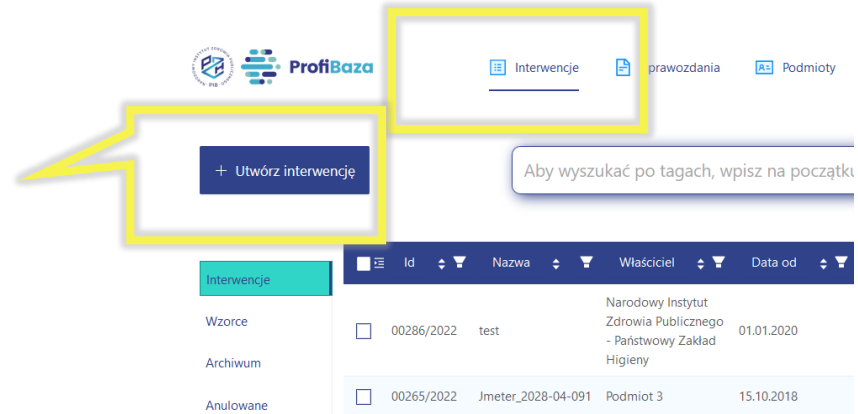 ProfiBaza
Interwencje
prawozdania
Podmioty
+ Utwórz interwencję
Aby wyszukać po tagach, wpisz na początku
Id Nazwa Właściciel Data od
Interwencje
Wzorce
Archiwum
Anulowane
00286/2022 test Narodowy Instytut
Zdrowia Publicznego
- Państwowy Zakład
Higieny 01.01.2020
00265/2022 Jmeter_2028-04-091 Podmiot 3 15.10.2018